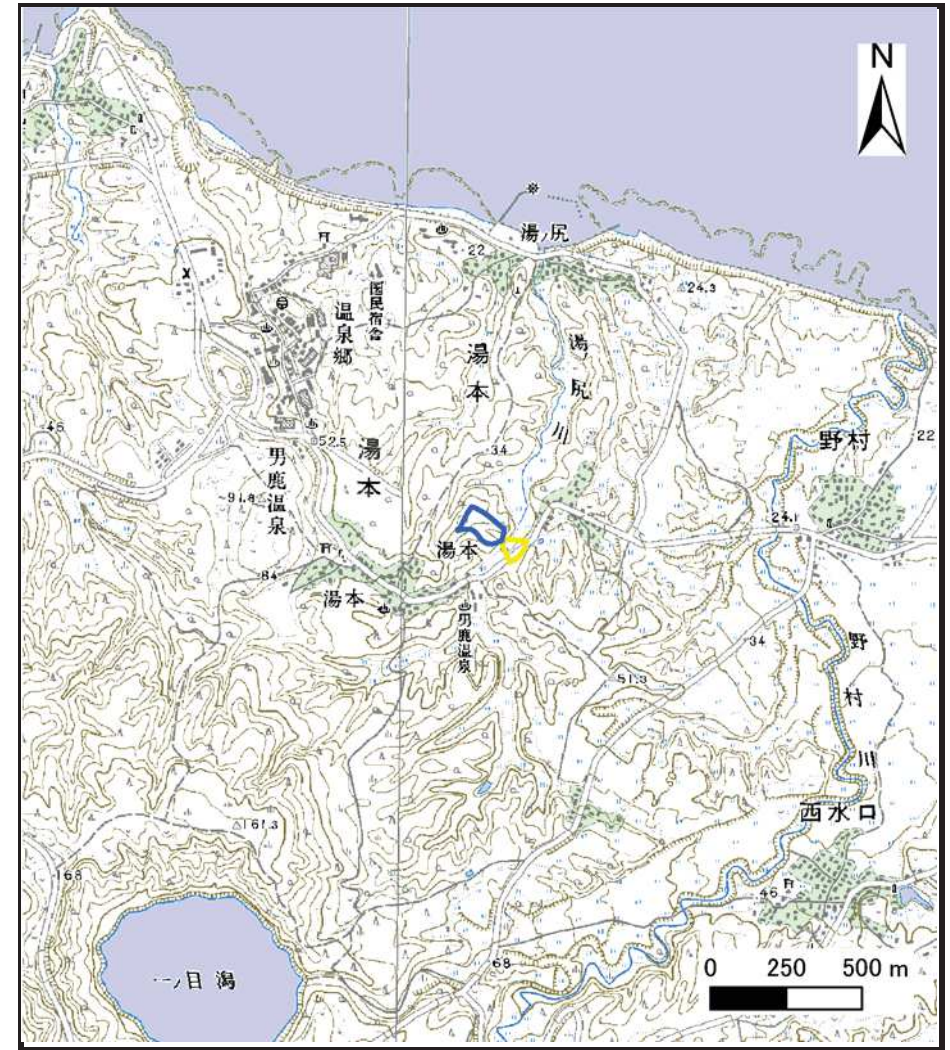 N
湯ノ尻
22
24.3
国民宿舎
温泉郷
湯本
湯尻川
野村
22
52.5
湯本
34
男鹿温泉
91.8
24.1
湯本
84
湯本
男鹿温泉
34
野村川
51.3
西水口
161.3
168
46
68
一ノ目潟
0 250 500 m